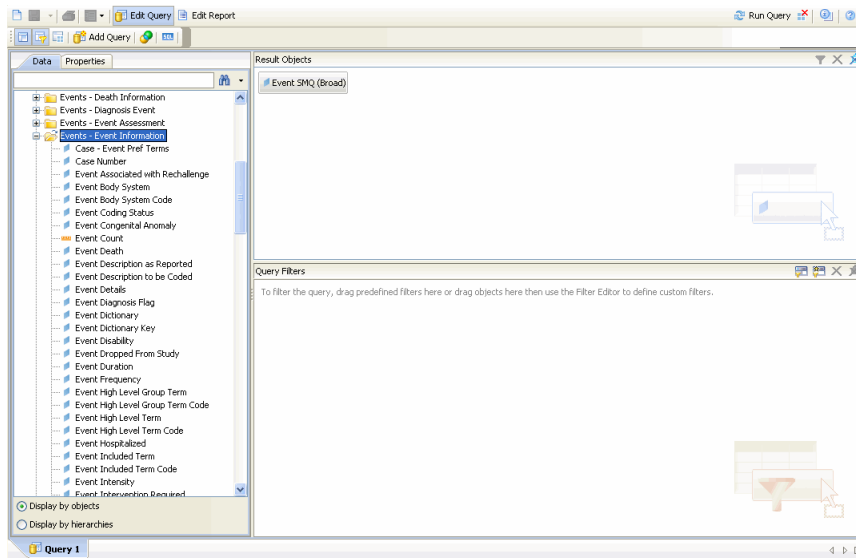 Edit Query Edit Report Run Query
Add Query SQL
Data Properties Result Objects
Event SMQ (Broad)
Events - Death Information
Events - Diagnosis Event
Events - Event Assessment
Events - Event Information
Case - Event Pref Terms
Case Number
Event Associated with Rechallenge
Event Body System
Event Body System Code
Event Coding Status
Event Congenital Anomaly
Event Count
Event Death
Event Description as Reported
Event Description to be Coded
Event Details
Event Diagnosis Flag
Event Dictionary
Event Dictionary Key
Event Disability
Event Dropped From Study
Event Duration
Event Frequency
Event High Level Group Term
Event High Level Group Term Code
Event High Level Term
Event High Level Term Code
Event Hospitalized
Event Included Term
Event Included Term Code
Event Intensity
Event Intervention Required
Display by objects
Display by hierarchies
Query Filters
To filter the query, drag predefined filters here or drag objects here then use the Filter Editor to define custom filters.
Query 1